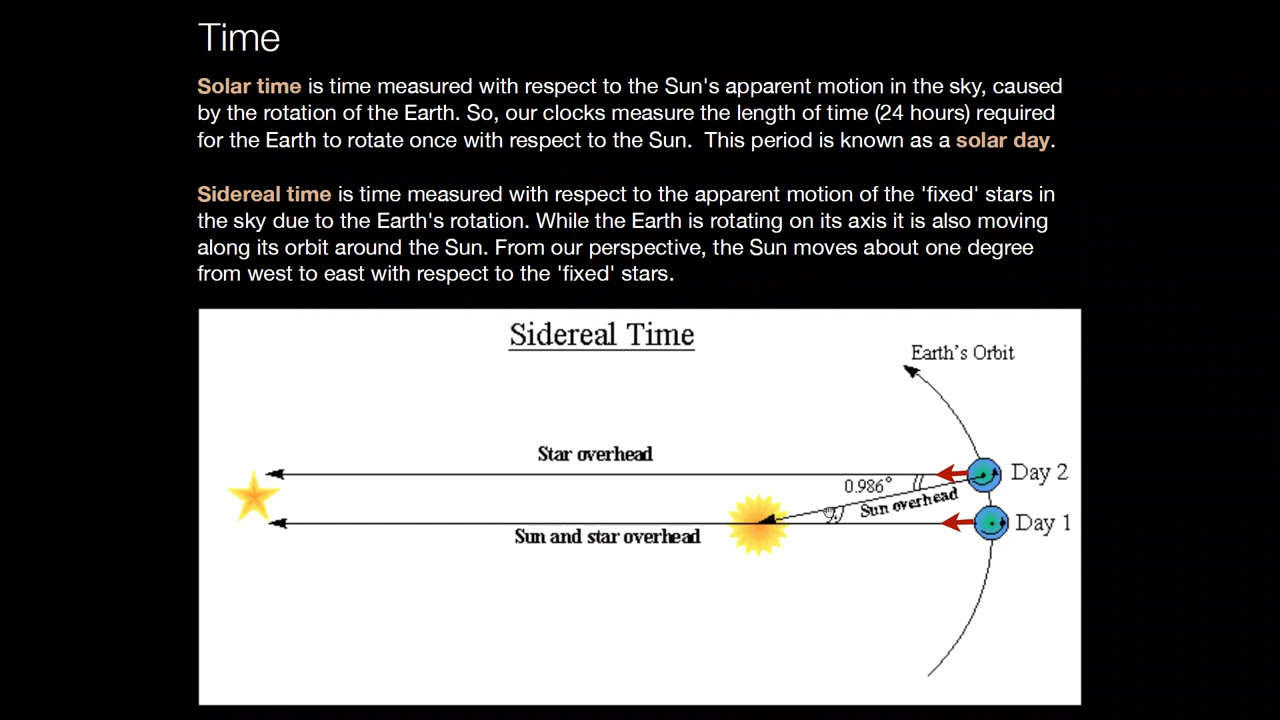 Time
Solar time is time measured with respect to the Sun's apparent motion in the sky, caused
by the rotation of the Earth. So, our clocks measure the length of time (24 hours) required
for the Earth to rotate once with respect to the Sun.  This period is known as a solar day.
Sidereal time is time measured with respect to the apparent motion of the 'fixed' stars in
the sky due to the Earth's rotation. While the Earth is rotating on its axis it is also moving
along its orbit around the Sun. From our perspective, the Sun moves about one degree
from west to east with respect to the 'fixed' stars.
Sidereal Time
Earth's Orbit
Star overhead
Day 2
0.986°
Sun overhead
Day 1
Sun and star overhead